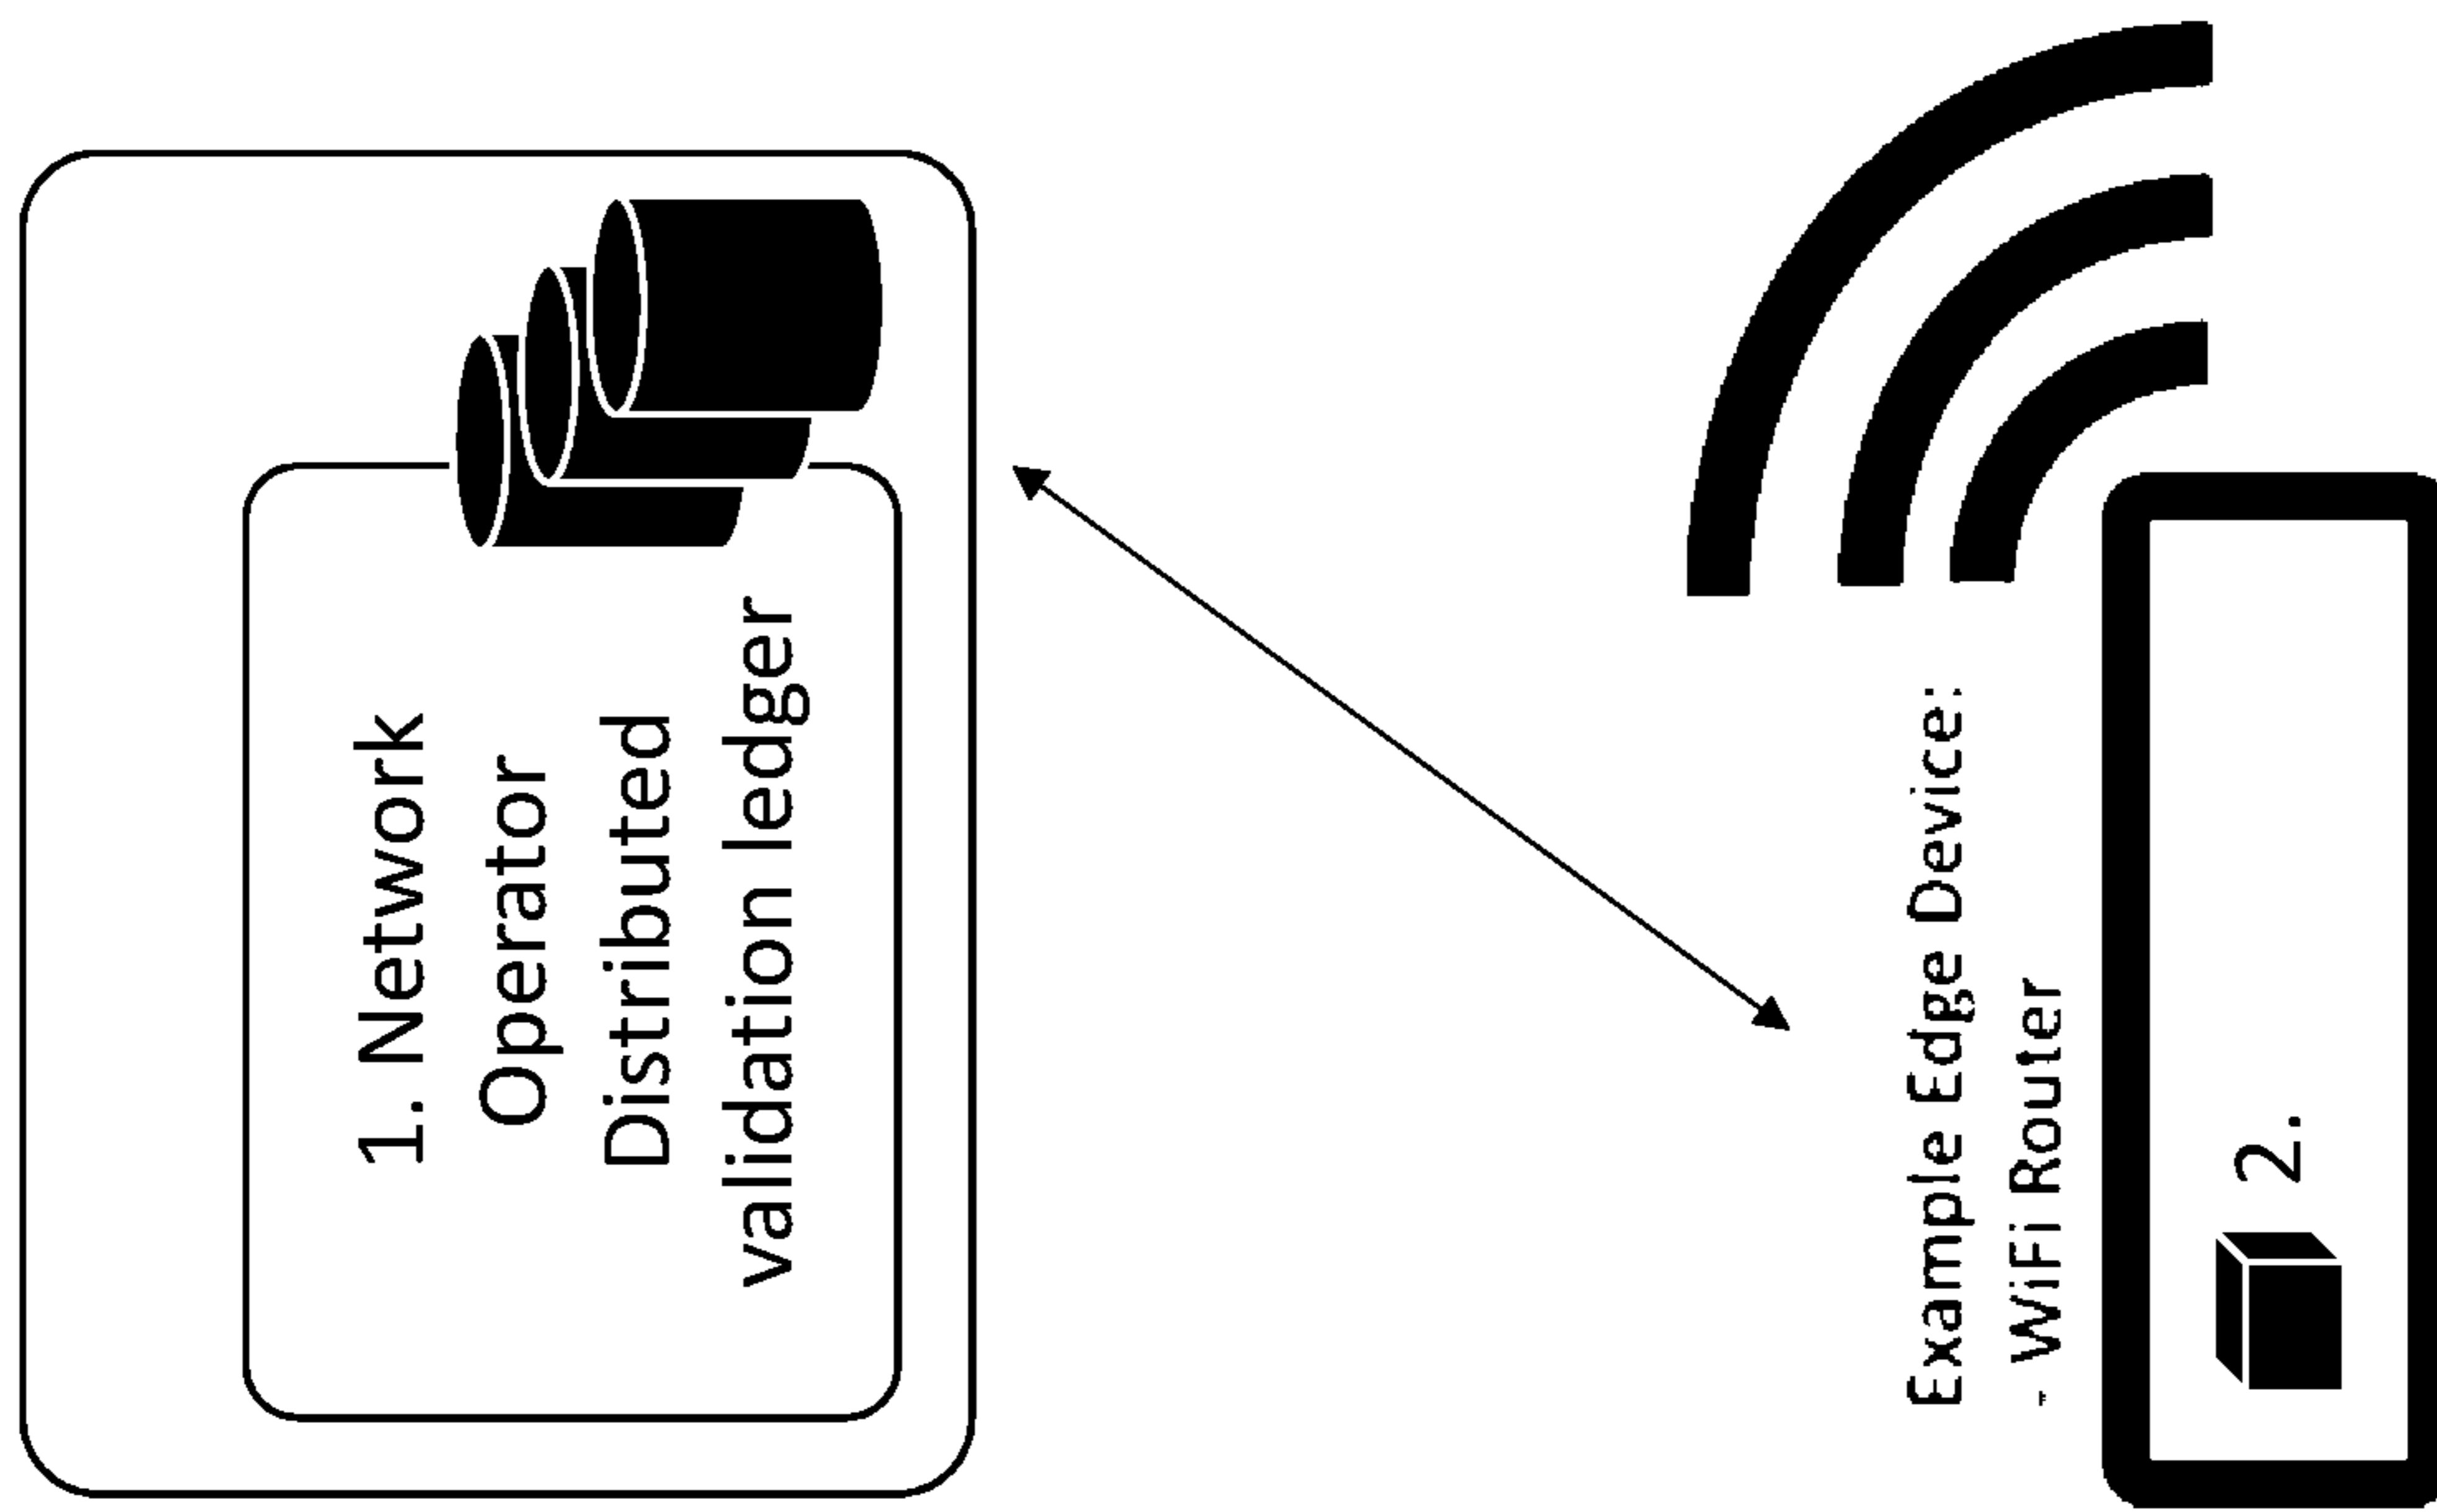 1. Network
Operator
Distributed
validation ledger
Example Edge Device:
- WiFi Router
2.